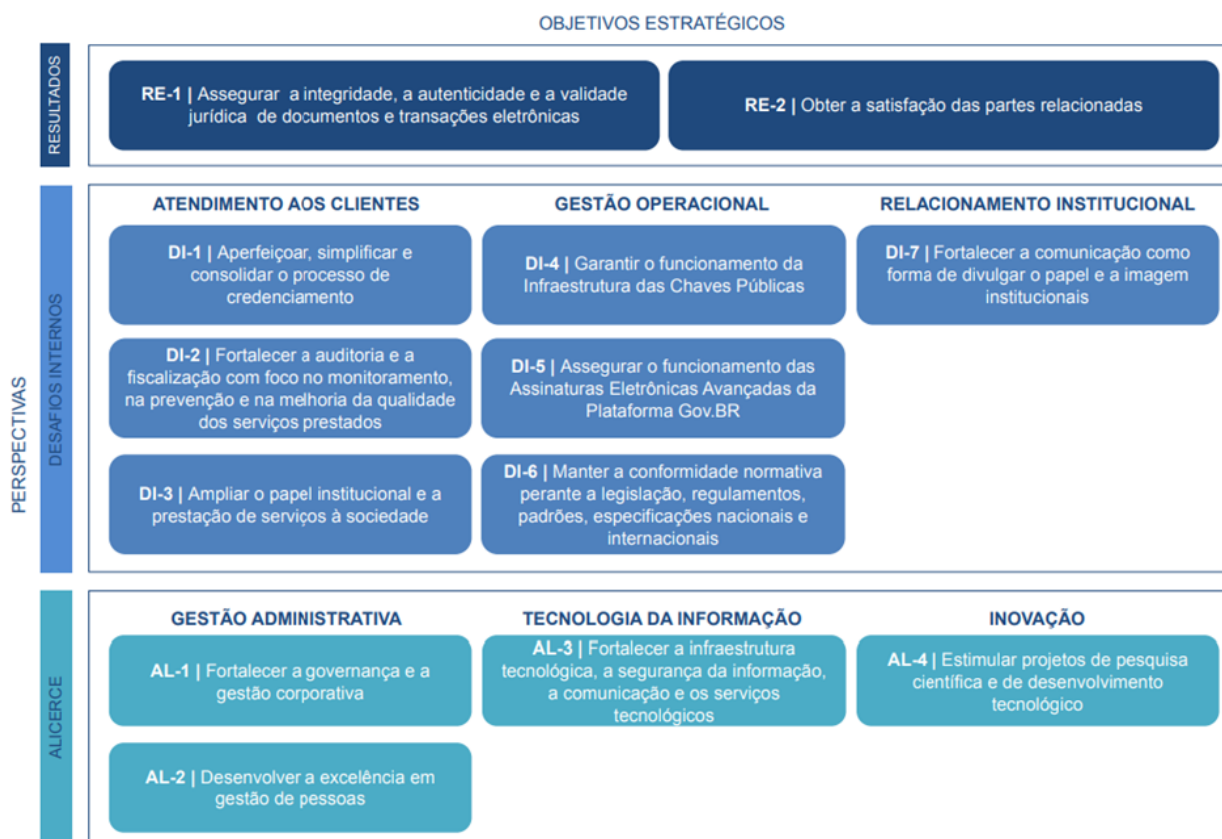 OBJETIVOS ESTRATÉGICOS
PERSPECTIVAS
RESULTADOS
RE-1 | Assegurar a integridade, a autenticidade e a validade
jurídica de documentos e transações eletrônicas
RE-2 | Obter a satisfação das partes relacionadas
DESAFIOS INTERNOS
ATENDIMENTO AOS CLIENTES
DI-1 | Aperfeiçoar, simplificar e
consolidar o processo de
credenciamento
DI-2 | Fortalecer a auditoria e a
fiscalização com foco no monitoramento,
na prevenção e na melhoria da qualidade
dos serviços prestados
DI-3 | Ampliar o papel institucional e a
prestação de serviços à sociedade
GESTÃO OPERACIONAL
DI-4 | Garantir o funcionamento da
Infraestrutura das Chaves Públicas
DI-5 | Assegurar o funcionamento das
Assinaturas Eletrônicas Avançadas da
Plataforma Gov.BR
DI-6 | Manter a conformidade normativa
perante a legislação, regulamentos,
padrões, especificações nacionais e
internacionais
RELACIONAMENTO INSTITUCIONAL
DI-7 | Fortalecer a comunicação como
forma de divulgar o papel e a imagem
institucionais
ALICERCE
GESTÃO ADMINISTRATIVA
AL-1 | Fortalecer a governança e a
gestão corporativa
AL-2 | Desenvolver a excelência em
gestão de pessoas
TECNOLOGIA DA INFORMAÇÃO
AL-3 | Fortalecer a infraestrutura
tecnológica, a segurança da informação,
a comunicação e os serviços
tecnológicos
INOVAÇÃO
AL-4 | Estimular projetos de pesquisa
científica e de desenvolvimento
tecnológico